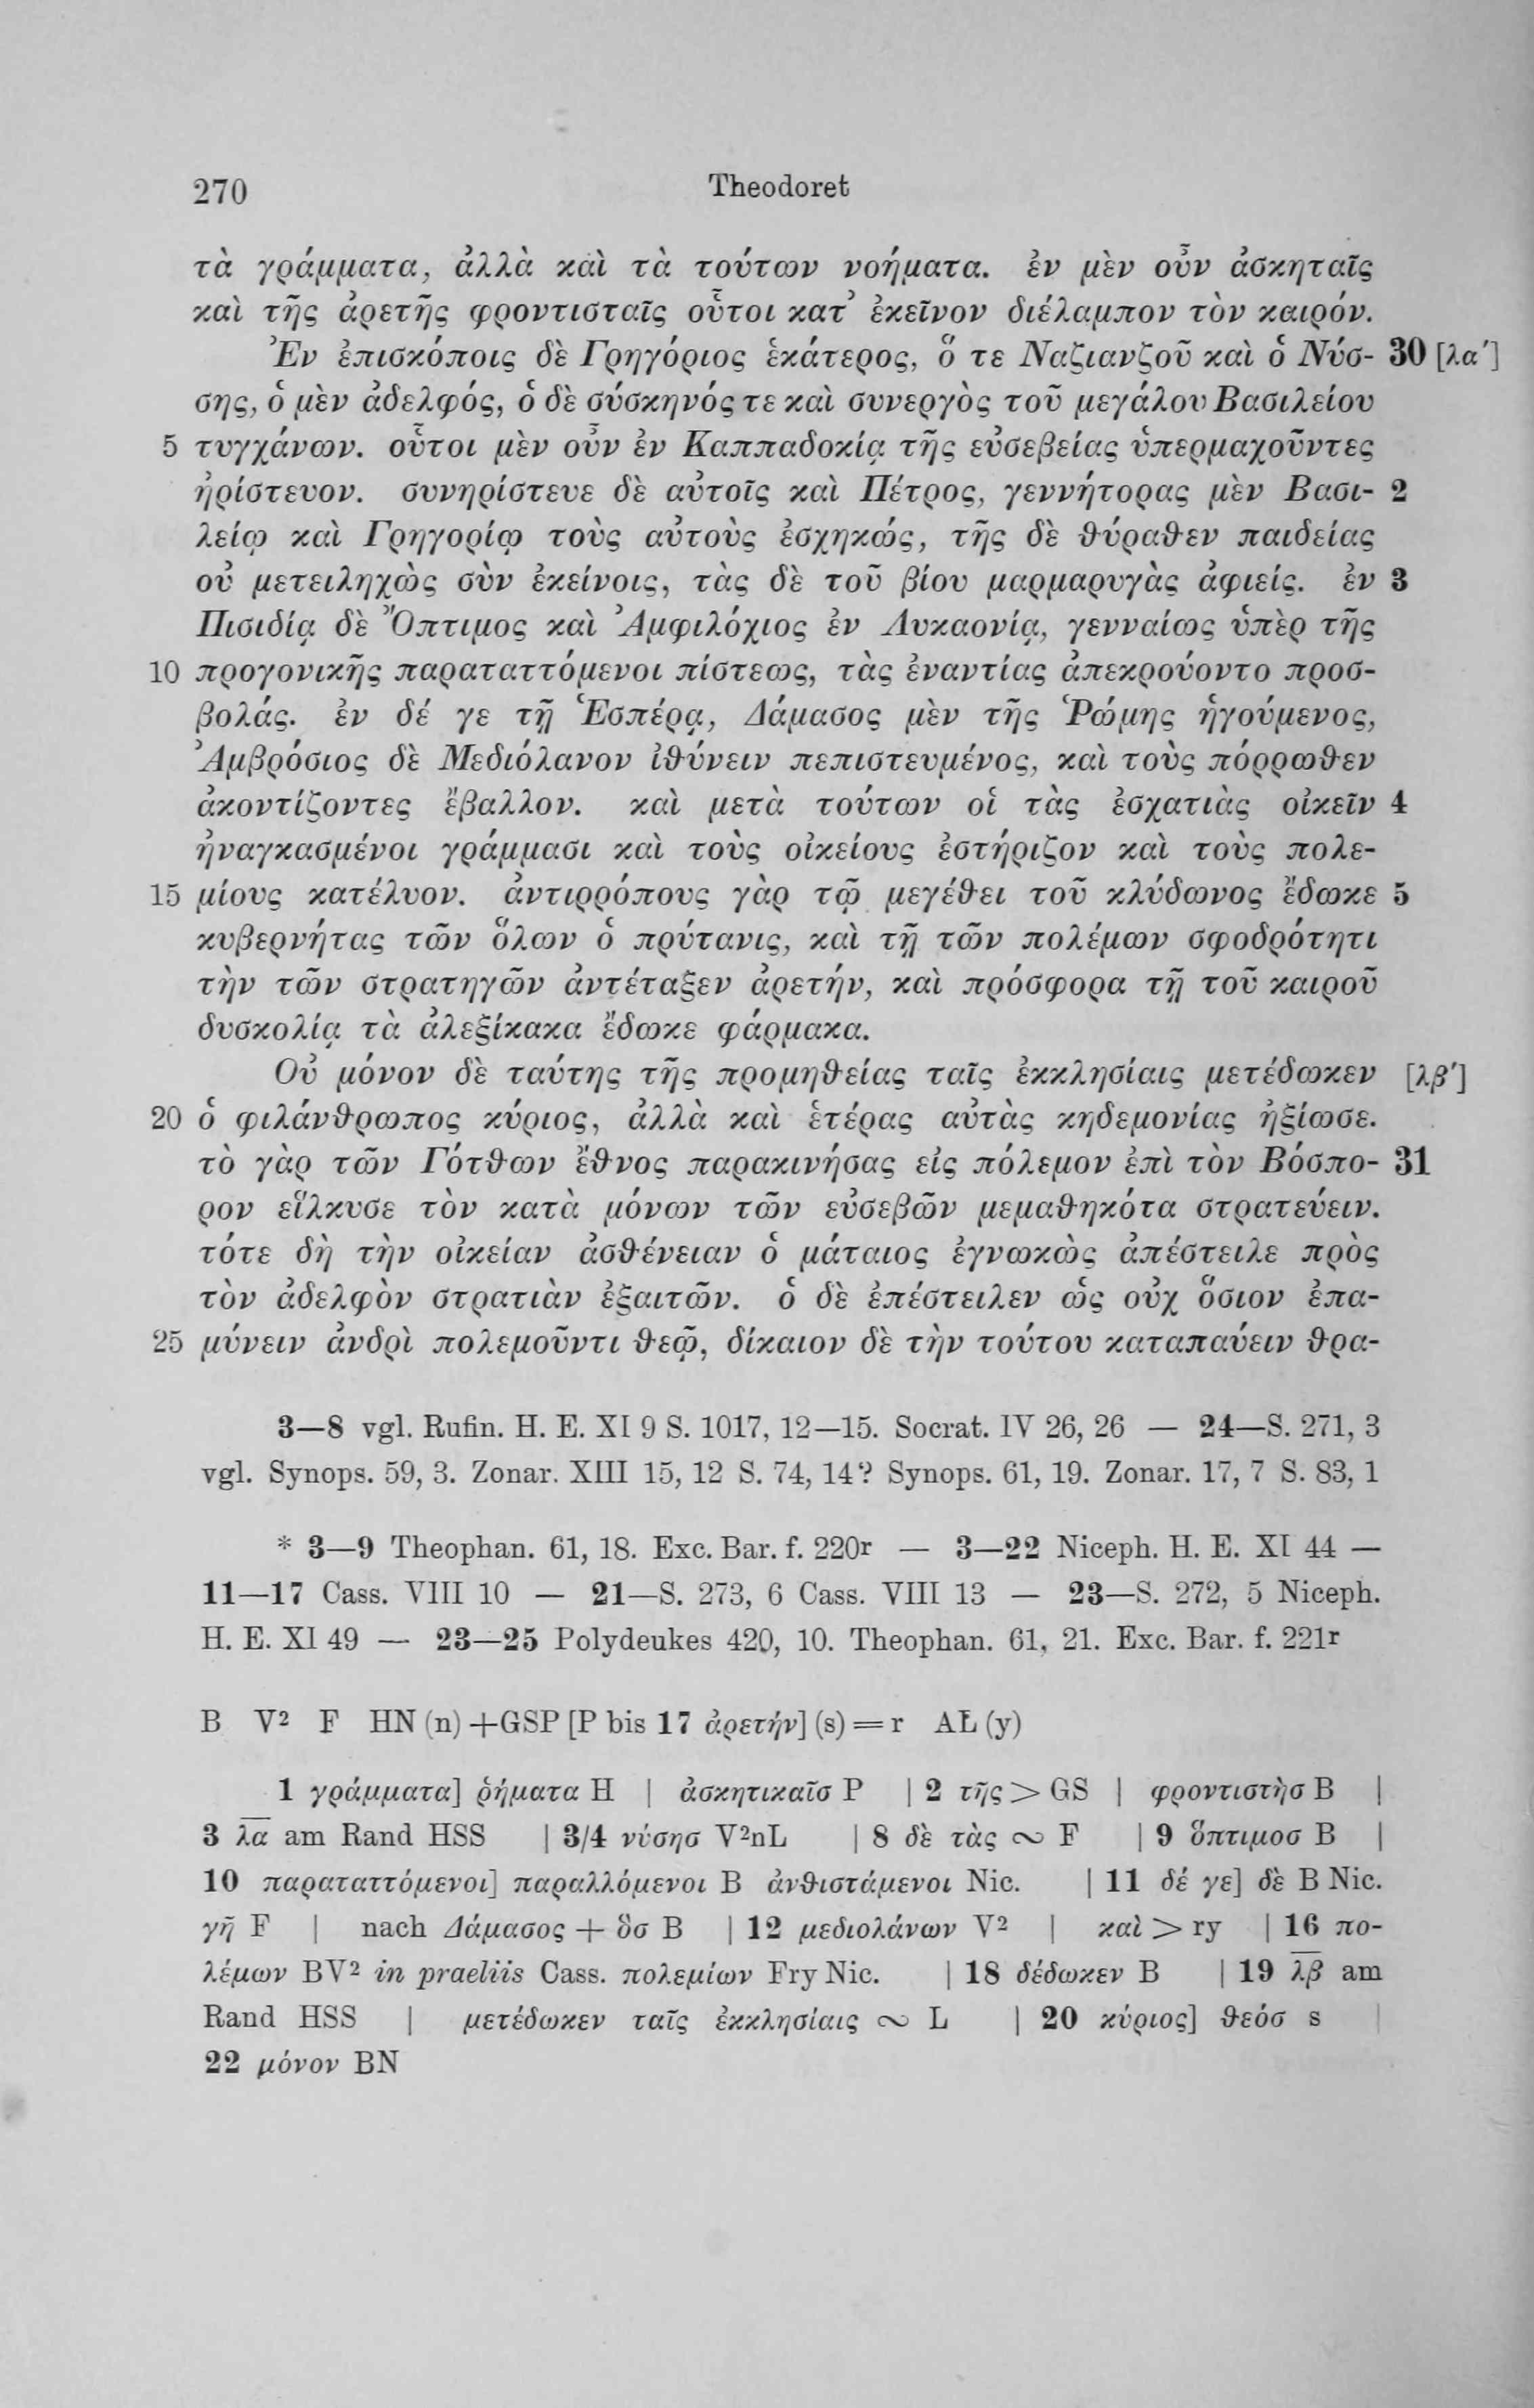 270 Theodoret
τὰ γράμματα, ἀλλὰ καὶ τὰ τούτων νοήματα. ἐν μὲν οὖν ἀσκηταῖς
καὶ τῆς ἀρετῆς φροντισταῖς οὗτοι κατ’ ἐκεῖνον διέλαμπον τὸν καιρόν.
Ἐν ἐπισκόποις δὲ Γρηγόριος ἑκάτερος, ὅ τε Ναζιανζοῦ καὶ ὁ Νύσ- 30 [λα′]
σης, ὁ μὲν ἀδελφός, ὁ δὲ σύσκηνός τε καὶ συνεργὸς τοῦ μεγάλου Βασιλείου
5 τυγχάνων. οὗτοι μὲν οὖν ἐν Καππαδοκίᾳ τῆς εὐσεβείας ὑπερμαχοῦντες
ἠρίστευον. συνηρίστευε δὲ αὐτοῖς καὶ Πέτρος, γεννήτορας μὲν Βασι- 2
λείῳ καὶ Γρηγορίῳ τοὺς αὐτοὺς ἐσχηκώς, τῆς δὲ θύραθεν παιδείας
οὐ μετειληχὼς σὺν ἐκείνοις, τὰς δὲ τοῦ βίου μαρμαρυγὰς ἀφιείς. ἐν 3
Πισιδίᾳ δὲ Ὄπτιμος καὶ Ἀμφιλόχιος ἐν Λυκαονίᾳ, γενναίως ὑπὲρ τῆς
10 προγονικῆς παραταττόμενοι πίστεως, τὰς ἐναντίας ἀπεκρούοντο προσ-
βολάς. ἐν δέ γε τῇ Ἑσπέρᾳ, Δάμασος μὲν τῆς Ῥώμης ἡγούμενος,
Ἀμβρόσιος δὲ Μεδιόλανον ἰθύνειν πεπιστευμένος, καὶ τοὺς πόρρωθεν
ἀκοντίζοντες ἔβαλλον. καὶ μετὰ τούτων οἱ τὰς ἐσχατιὰς οἰκεῖν 4
ἠναγκασμένοι γράμμασι καὶ τοὺς οἰκείους ἐστήριζον καὶ τοὺς πολε-
15 μίους κατέλυον. ἀντιρρόπους γὰρ τῷ μεγέθει τοῦ κλύδωνος ἔδωκε 5
κυβερνήτας τῶν ὅλων ὁ πρύτανις, καὶ τῇ τῶν πολέμων σφοδρότητι
τὴν τῶν στρατηγῶν ἀντέταξεν ἀρετήν, καὶ πρόσφορα τῇ τοῦ καιροῦ
δυσκολίᾳ τὰ ἀλεξίκακα ἔδωκε φάρμακα.
Οὐ μόνον δὲ ταύτης τῆς προμηθείας ταῖς ἐκκλησίαις μετέδωκεν [λβ′]
20 ὁ φιλάνθρωπος κύριος, ἀλλὰ καὶ ἑτέρας αὐτὰς κηδεμονίας ἠξίωσε.
τὸ γὰρ τῶν Γότθων ἔθνος παρακινήσας εἰς πόλεμον ἐπὶ τὸν Βόσπο- 31
ρον εἵλκυσε τὸν κατὰ μόνων τῶν εὐσεβῶν μεμαθηκότα στρατεύειν.
τότε δὴ τὴν οἰκείαν ἀσθένειαν ὁ μάταιος ἐγνωκὼς ἀπέστειλε πρὸς
τὸν ἀδελφὸν στρατιὰν ἐξαιτῶν. ὁ δὲ ἐπέστειλεν ὡς οὐχ ὅσιον ἐπα-
25 μύνειν ἀνδρὶ πολεμοῦντι θεῷ, δίκαιον δὲ τὴν τούτου καταπαύειν θρα-
3—8 vgl. Rufin. H. E. XI 9 S. 1017, 12—15. Socrat. IV 26, 26 — 24—S. 271, 3
vgl. Synops. 59, 3. Zonar. XIII 15, 12 S. 74, 14? Synops. 61, 19. Zonar. 17, 7 S. 83, 1
* 3—9 Theophan. 61, 18. Exc. Bar. f. 220r — 3—22 Niceph. H. E. XI 44 —
11—17 Cass. VIII 10 — 21—S. 273, 6 Cass. VIII 13 — 23—S. 272, 5 Niceph.
H. E. XI 49 — 23—25 Polydeukes 420, 10. Theophan. 61, 21. Exc. Bar. f. 221r
B V² F HN (n) +GSP [P bis 17 ἀρετήν] (s) = r AL (y)
1 γράμματα] ῥήματα H | ἀσκητικαῖσ P | 2 τῆς > GS | φροντιστὴσ B |
3 λ̅α̅ am Rand HSS | 3/4 νύσησ V²nL | 8 δὲ τὰς ∾ F | 9 ὅπτιμοσ B |
10 παραταττόμενοι] παραλλόμενοι B ἀνθιστάμενοι Nic. | 11 δέ γε] δὲ B Nic.
γῆ F | nach Δάμασος + ὃσ B | 12 μεδιολάνων V² | καὶ > ry | 16 πο-
λέμων BV² in praeliis Cass. πολεμίων Fry Nic. | 18 δέδωκεν B | 19 λ̅β̅ am
Rand HSS | μετέδωκεν ταῖς ἐκκλησίαις ∾ L | 20 κύριος] θεόσ s |
22 μόνον BN